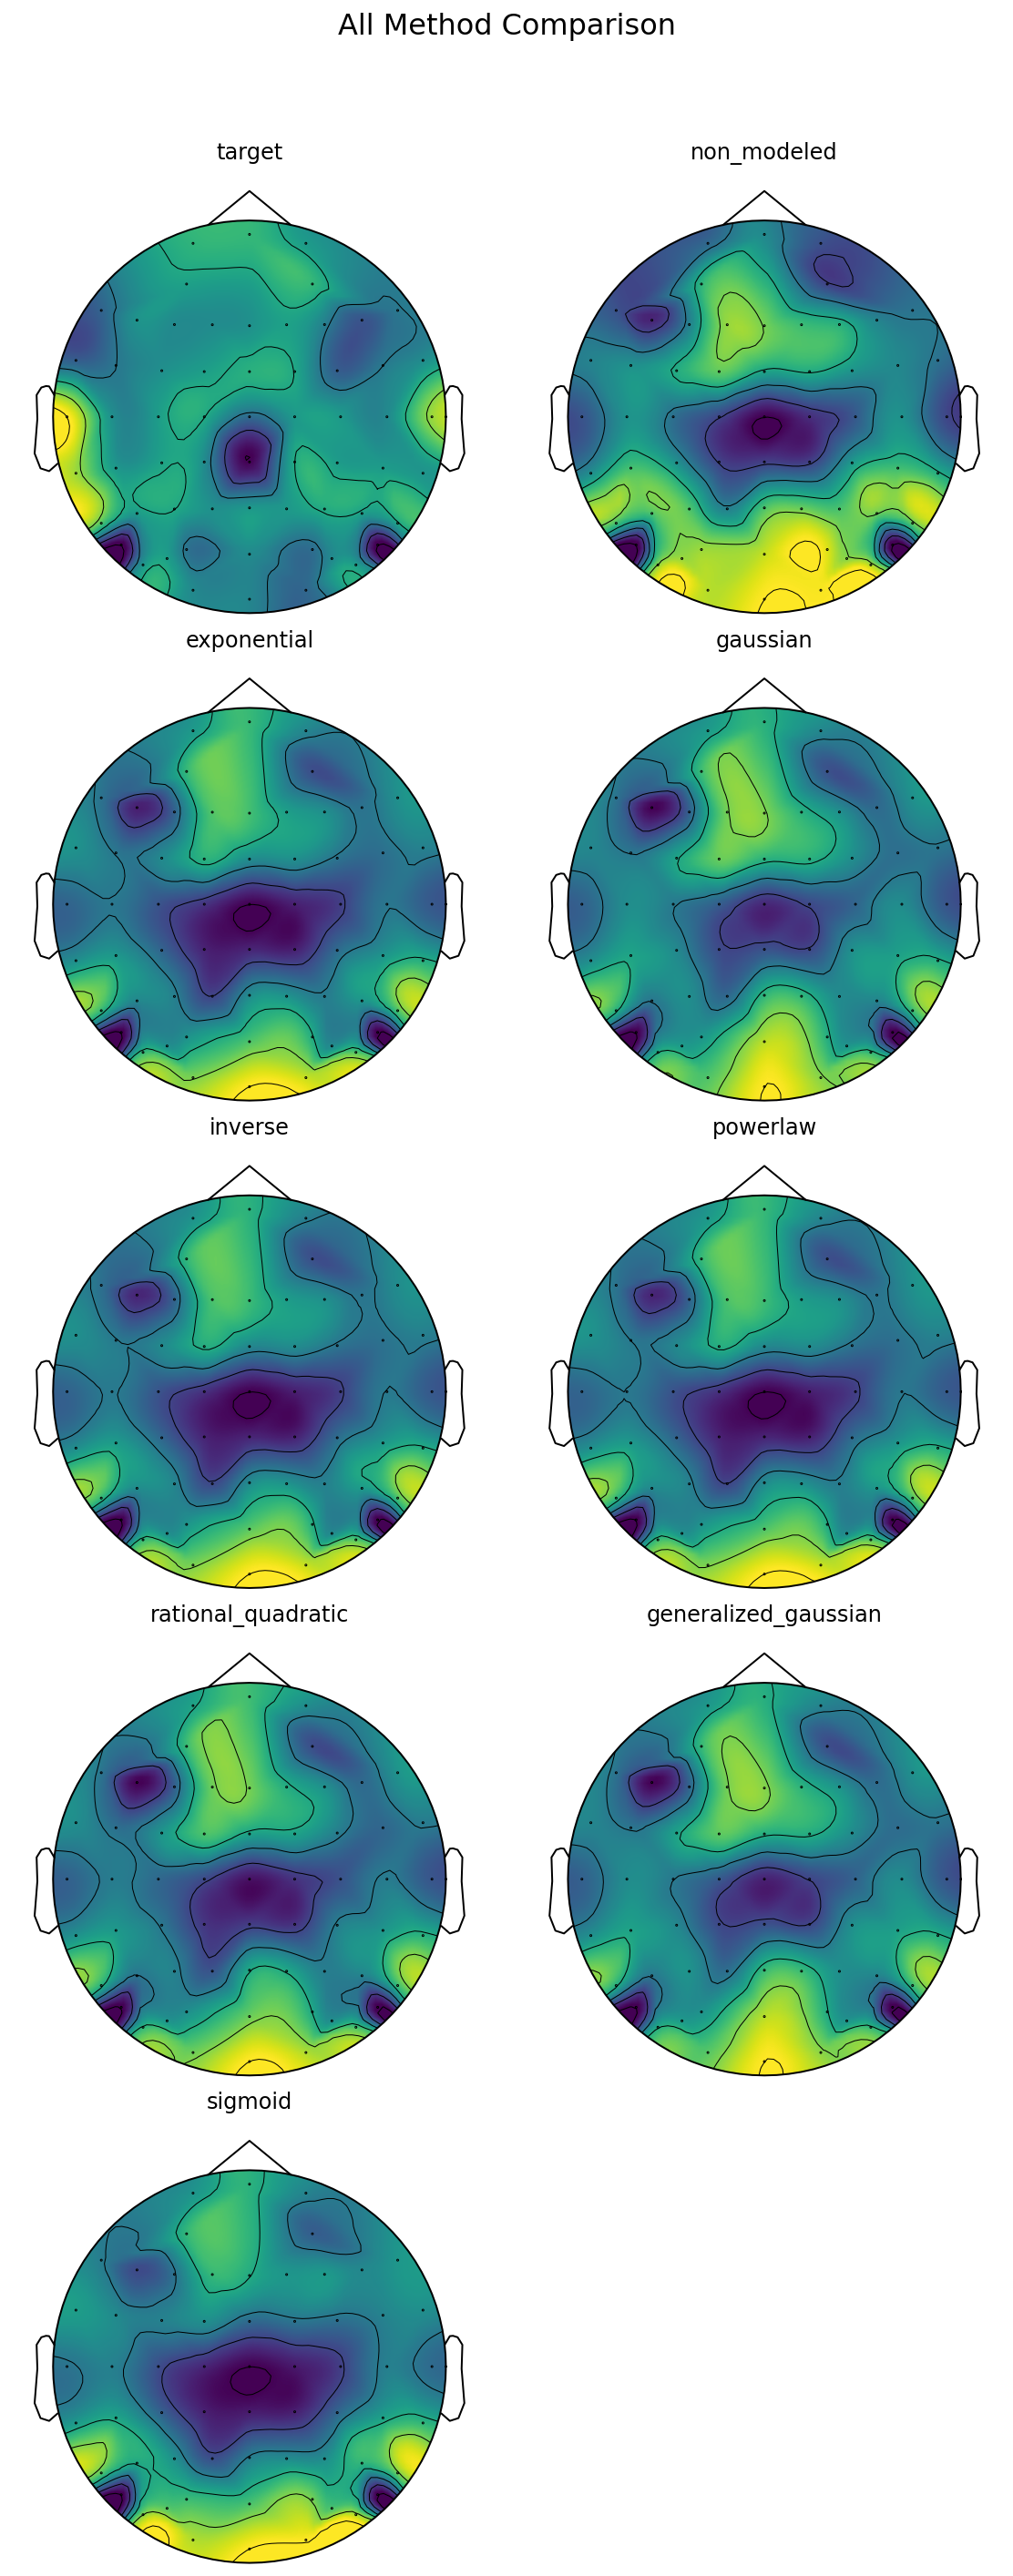 All Method Comparison
target
non_modeled
exponential
gaussian
inverse
powerlaw
rational_quadratic
generalized_gaussian
sigmoid